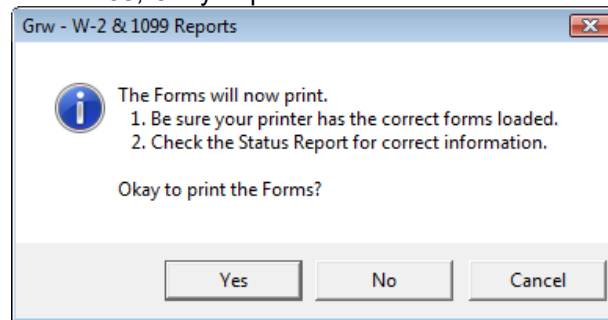 Grw - W-2 & 1099 Reports
The Forms will now print.
1. Be sure your printer has the correct forms loaded.
2. Check the Status Report for correct information.
Okay to print the Forms?
Yes No Cancel